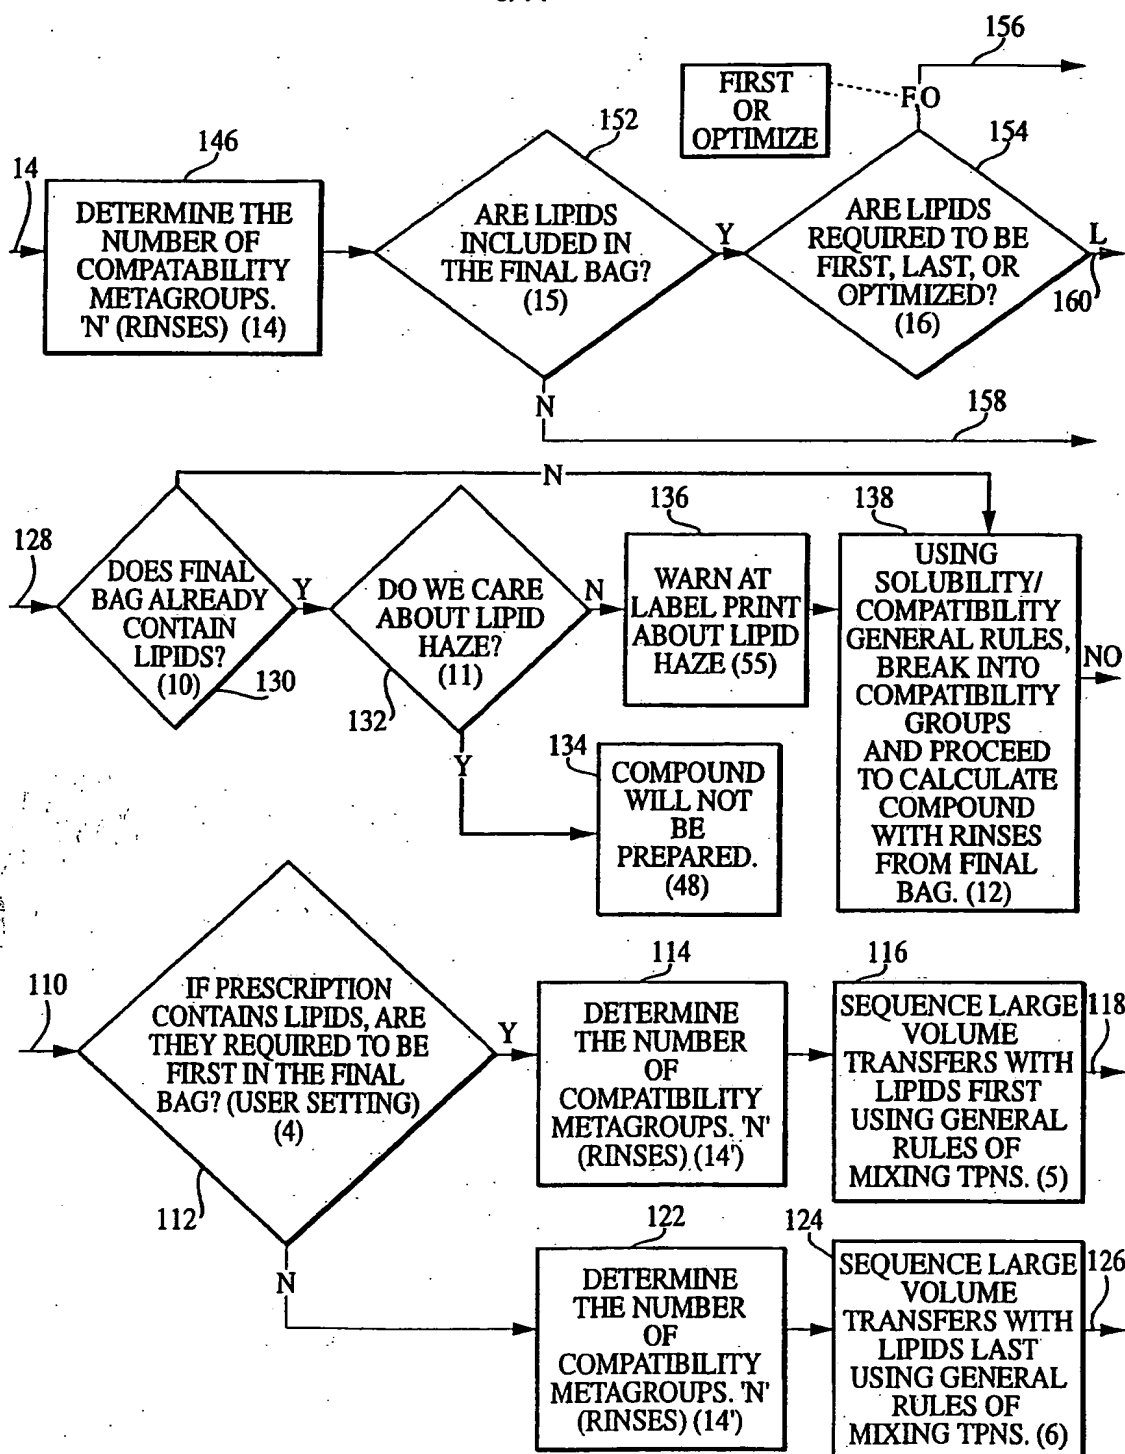 156
FIRST
OR
OPTIMIZE
FO
146
152
154
14
DETERMINE THE
NUMBER OF
COMPATABILITY
METAGROUPS.
'N' (RINSES) (14)
ARE LIPIDS
INCLUDED IN
THE FINAL BAG?
(15)
Y
ARE LIPIDS
REQUIRED TO BE
FIRST, LAST, OR
OPTIMIZED?
(16)
L
160
N
158
N
128
DOES FINAL
BAG ALREADY
CONTAIN
LIPIDS?
(10)
130
Y
DO WE CARE
ABOUT LIPID
HAZE?
(11)
132
N
136
WARN AT
LABEL PRINT
ABOUT LIPID
HAZE (55)
138
USING
SOLUBILITY/
COMPATIBILITY
GENERAL RULES,
BREAK INTO
COMPATIBILITY
GROUPS
AND PROCEED
TO CALCULATE
COMPOUND
WITH RINSES
FROM FINAL
BAG. (12)
NO
Y
134
COMPOUND
WILL NOT
BE
PREPARED.
(48)
110
IF PRESCRIPTION
CONTAINS LIPIDS, ARE
THEY REQUIRED TO BE
FIRST IN THE FINAL
BAG? (USER SETTING)
(4)
112
Y
114
DETERMINE
THE NUMBER
OF
COMPATIBILITY
METAGROUPS. 'N'
(RINSES) (14')
116
SEQUENCE LARGE
VOLUME
TRANSFERS WITH
LIPIDS FIRST
USING GENERAL
RULES OF
MIXING TPNS. (5)
118
N
122
DETERMINE
THE NUMBER
OF
COMPATIBILITY
METAGROUPS. 'N'
(RINSES) (14')
124
SEQUENCE LARGE
VOLUME
TRANSFERS WITH
LIPIDS LAST
USING GENERAL
RULES OF
MIXING TPNS. (6)
126